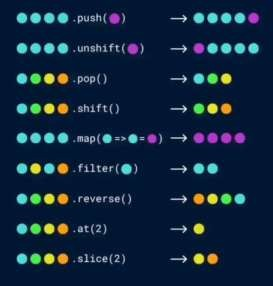 .push( )
.unshift( )
.pop()
.shift()
.map( => = )
.filter( )
.reverse()
.at(2)
.slice(2)